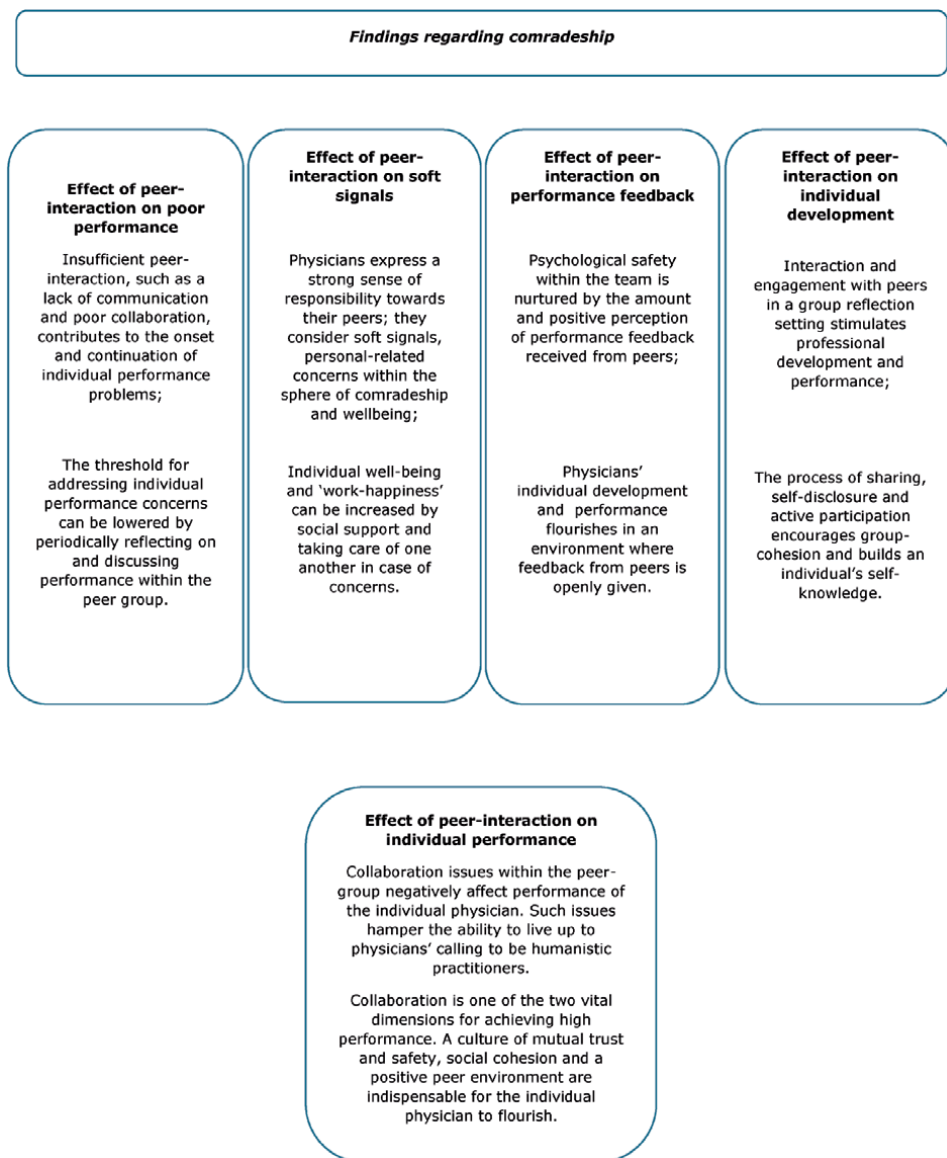 Findings regarding comradeship
Effect of peer-
interaction on poor
performance
Insufficient peer-
interaction, such as a
lack of communication
and poor collaboration,
contributes to the onset
and continuation of
individual performance
problems;
The threshold for
addressing individual
performance concerns
can be lowered by
periodically reflecting on
and discussing
performance within the
peer group.
Effect of peer-
interaction on soft
signals
Physicians express a
strong sense of
responsibility towards
their peers; they
consider soft signals,
personal-related
concerns within the
sphere of comradeship
and wellbeing;
Individual well-being
and ‘work-happiness’
can be increased by
social support and
taking care of one
another in case of
concerns.
Effect of peer-
interaction on
performance feedback
Psychological safety
within the team is
nurtured by the amount
and positive perception
of performance feedback
received from peers;
Physicians’
individual development
and performance
flourishes in an
environment where
feedback from peers is
openly given.
Effect of peer-
interaction on
individual
development
Interaction and
engagement with peers
in a group reflection
setting stimulates
professional
development and
performance;
The process of sharing,
self-disclosure and
active participation
encourages group-
cohesion and builds an
individual’s self-
knowledge.
Effect of peer-interaction on
individual performance
Collaboration issues within the peer-
group negatively affect performance of
the individual physician. Such issues
hamper the ability to live up to
physicians’ calling to be humanistic
practitioners.
Collaboration is one of the two vital
dimensions for achieving high
performance. A culture of mutual trust
and safety, social cohesion and a
positive peer environment are
indispensable for the individual
physician to flourish.